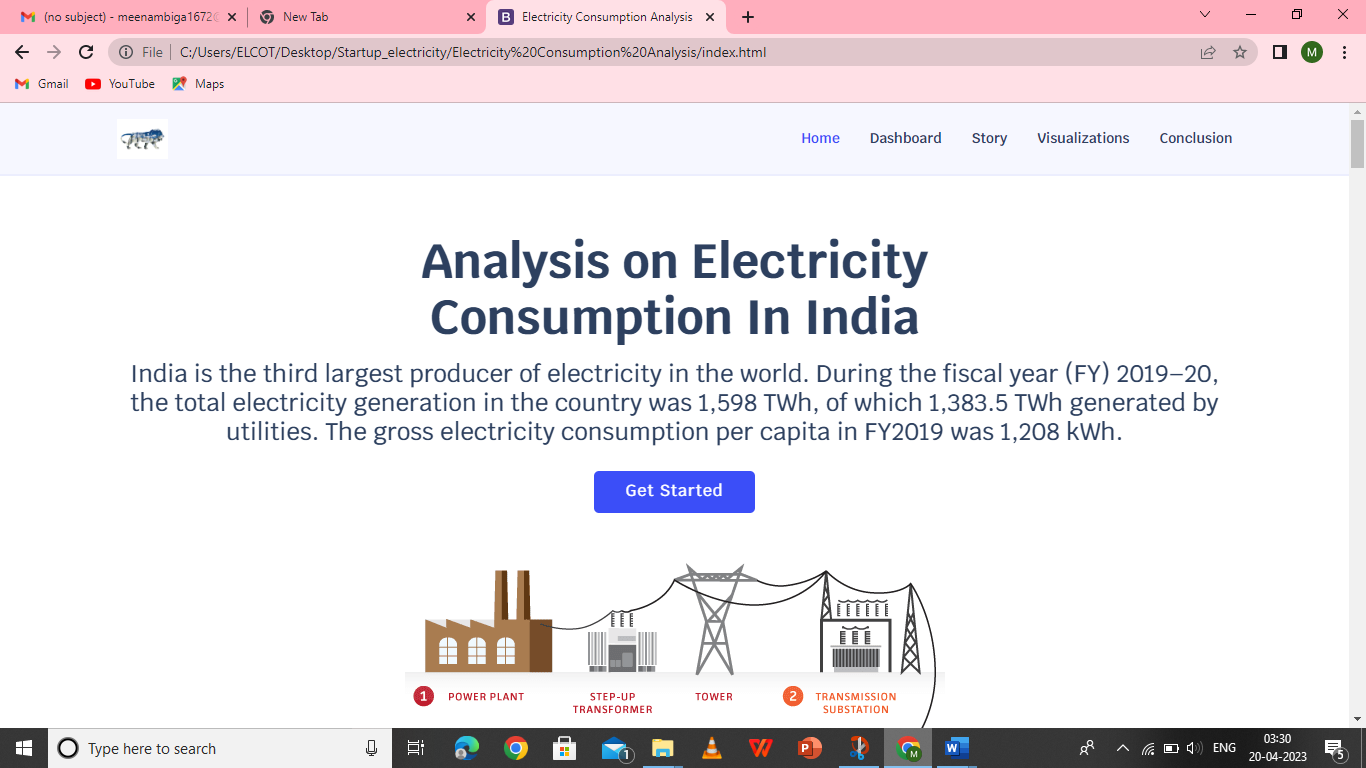 (no subject) - meenambiga1672@
New Tab
Electricity Consumption Analysis
File
C:/Users/ELCOT/Desktop/Startup_electricity/Electricity%20Consumption%20Analysis/index.html
M
Gmail
YouTube
Maps
Home
Dashboard
Story
Visualizations
Conclusion
Analysis on Electricity
Consumption In India
India is the third largest producer of electricity in the world. During the fiscal year (FY) 2019–20,
the total electricity generation in the country was 1,598 TWh, of which 1,383.5 TWh generated by
utilities. The gross electricity consumption per capita in FY2019 was 1,208 kWh.
Get Started
1 POWER PLANT
STEP-UP
TRANSFORMER
TOWER
2 TRANSMISSION
SUBSTATION
Type here to search
1
M
ENG
03:30
20-04-2023
5